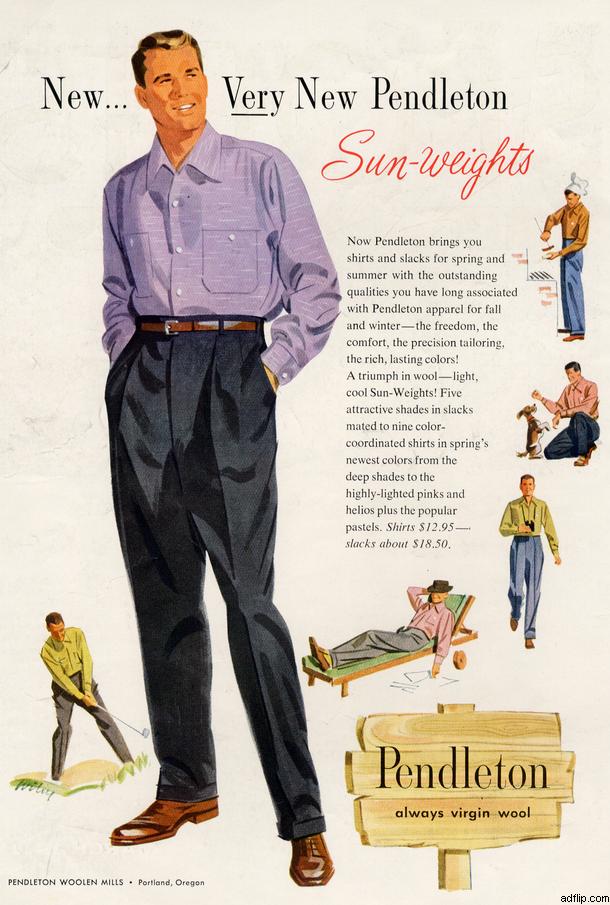 New... Very New Pendleton
Sun-weights
Now Pendleton brings you
shirts and slacks for spring and
summer with the outstanding
qualities you have long associated
with Pendleton apparel for fall
and winter—the freedom, the
comfort, the precision tailoring,
the rich, lasting colors!
A triumph in wool—light,
cool Sun-Weights! Five
attractive shades in slacks
mated to nine color-
coordinated shirts in spring's
newest colors from the
deep shades to the
highly-lighted pinks and
helios plus the popular
pastels. Shirts $12.95—
slacks about $18.50.
Pendleton
always virgin wool
PENDLETON WOOLEN MILLS • Portland, Oregon
adflip.com